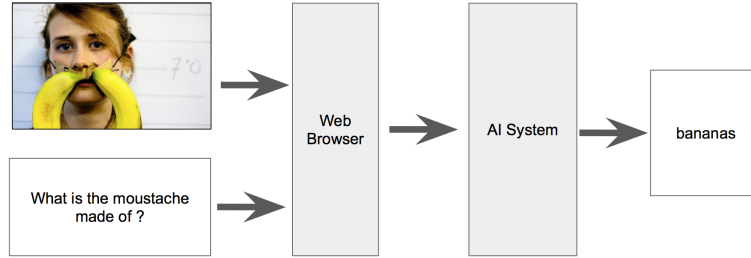 7'0
What is the moustache
made of ?
Web
Browser
AI System
bananas